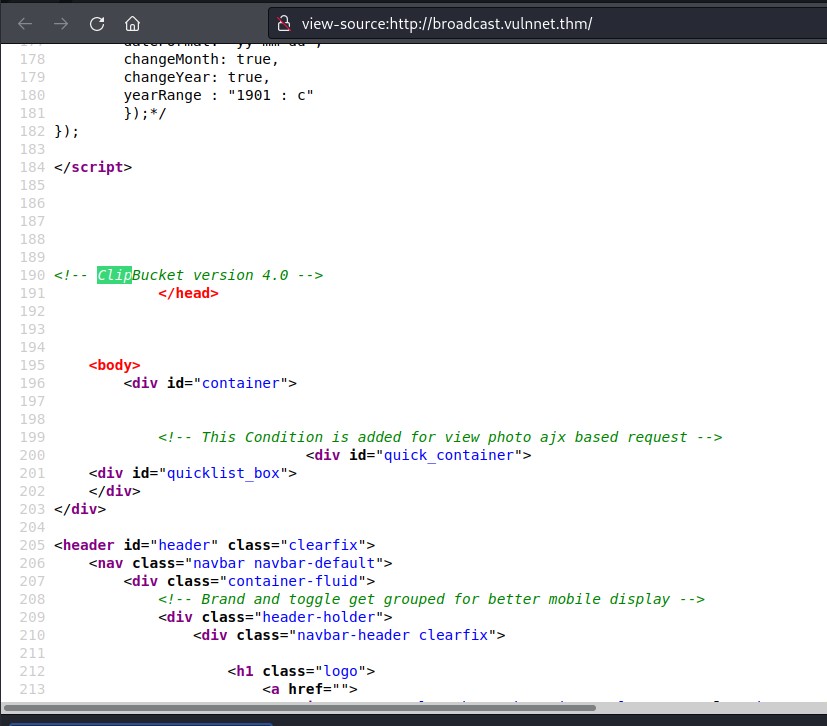 view-source:http://broadcast.vulnnet.thm/
178 changeMonth: true,
179 changeYear: true,
180 yearRange : "1901 : c"
181 });*/
182 });
183
184 </script>
185
186
187
188
189
190 <!-- ClipBucket version 4.0 -->
191 </head>
192
193
194
195 <body>
196 <div id="container">
197
198
199 <!-- This Condition is added for view photo ajx based request -->
200 <div id="quick_container">
201 <div id="quicklist_box">
202 </div>
203 </div>
204
205 <header id="header" class="clearfix">
206 <nav class="navbar navbar-default">
207 <div class="container-fluid">
208 <!-- Brand and toggle get grouped for better mobile display -->
209 <div class="header-holder">
210 <div class="navbar-header clearfix">
211
212 <h1 class="logo">
213 <a href="">